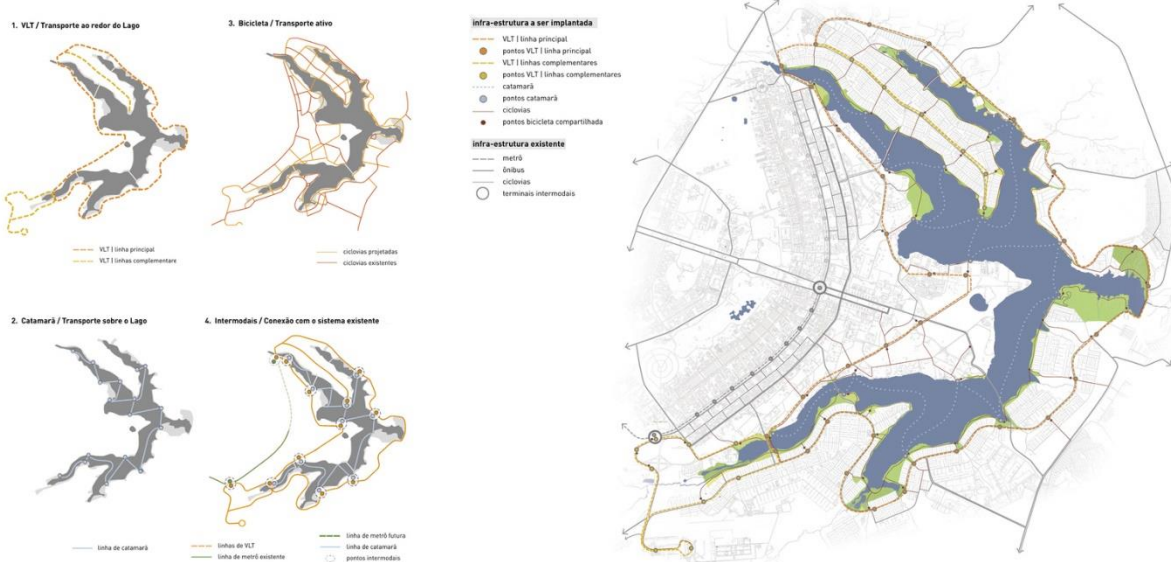 1. VLT / Transporte ao redor do Lago
VLT | linha principal
VLT | linhas complementare
3. Bicicleta / Transporte ativo
ciclovias projetadas
ciclovias existentes
2. Catamarã / Transporte sobre o Lago
linha de catamarã
4. Intermodais / Conexão com o sistema existente
linhas de VLT
linha de metrô existente
linha de metrô futura
linha de catamarã
pontos intermodais
infra-estrutura a ser implantada
VLT | linha principal
pontos VLT | linha principal
VLT | linhas complementares
pontos VLT | linhas complementares
catamarã
pontos catamarã
ciclovias
pontos bicicleta compartilhada
infra-estrutura existente
metrô
ônibus
ciclovias
terminais intermodais